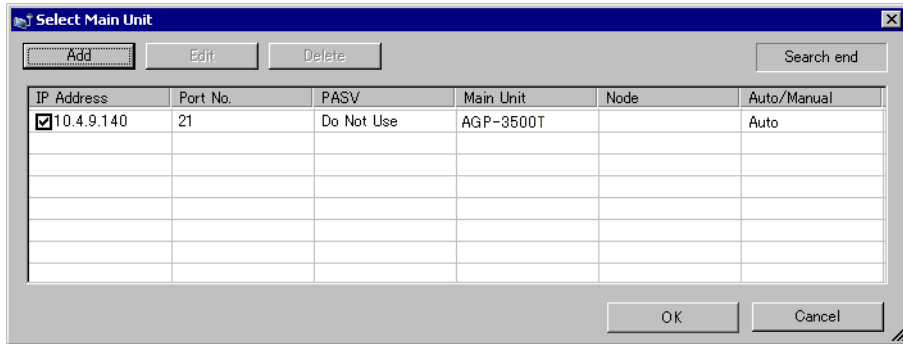 Select Main Unit
Add Edit Delete Search end
IP Address Port No. PASV Main Unit Node Auto/Manual
10.4.9.140 21 Do Not Use AGP-3500T Auto
OK Cancel